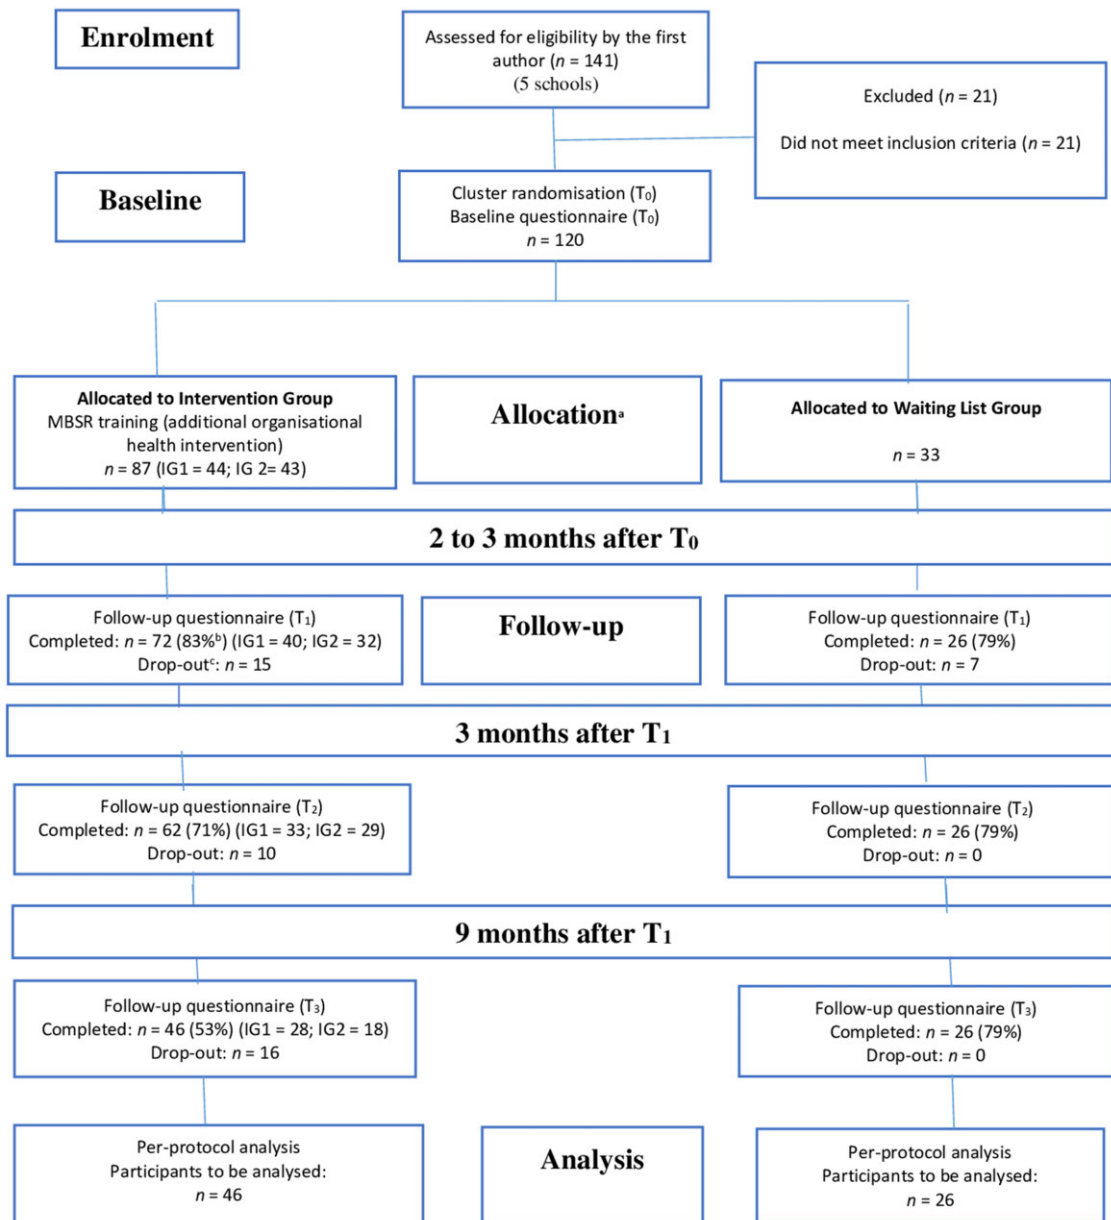 Enrolment
Assessed for eligibility by the first
author (n = 141)
(5 schools)
Excluded (n = 21)
Did not meet inclusion criteria (n = 21)
Baseline
Cluster randomisation (T₀)
Baseline questionnaire (T₀)
n = 120
Allocated to Intervention Group
MBSR training (additional organisational
health intervention)
n = 87 (IG1 = 44; IG 2= 43)
Allocationᵃ
Allocated to Waiting List Group
n = 33
2 to 3 months after T₀
Follow-up questionnaire (T₁)
Completed: n = 72 (83%ᵇ) (IG1 = 40; IG2 = 32)
Drop-outᶜ: n = 15
Follow-up
Follow-up questionnaire (T₁)
Completed: n = 26 (79%)
Drop-out: n = 7
3 months after T₁
Follow-up questionnaire (T₂)
Completed: n = 62 (71%) (IG1 = 33; IG2 = 29)
Drop-out: n = 10
Follow-up questionnaire (T₂)
Completed: n = 26 (79%)
Drop-out: n = 0
9 months after T₁
Follow-up questionnaire (T₃)
Completed: n = 46 (53%) (IG1 = 28; IG2 = 18)
Drop-out: n = 16
Follow-up questionnaire (T₃)
Completed: n = 26 (79%)
Drop-out: n = 0
Per-protocol analysis
Participants to be analysed:
n = 46
Analysis
Per-protocol analysis
Participants to be analysed:
n = 26